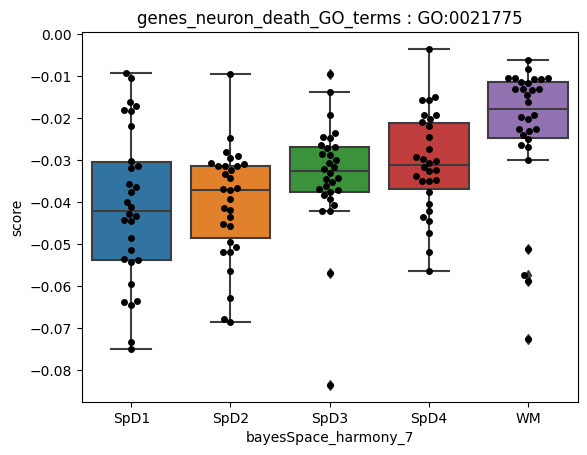 genes_neuron_death_GO_terms : GO:0021775
0.00
−0.01
−0.02
−0.03
−0.04
−0.05
−0.06
−0.07
−0.08
score
SpD1 SpD2 SpD3 SpD4 WM
bayesSpace_harmony_7